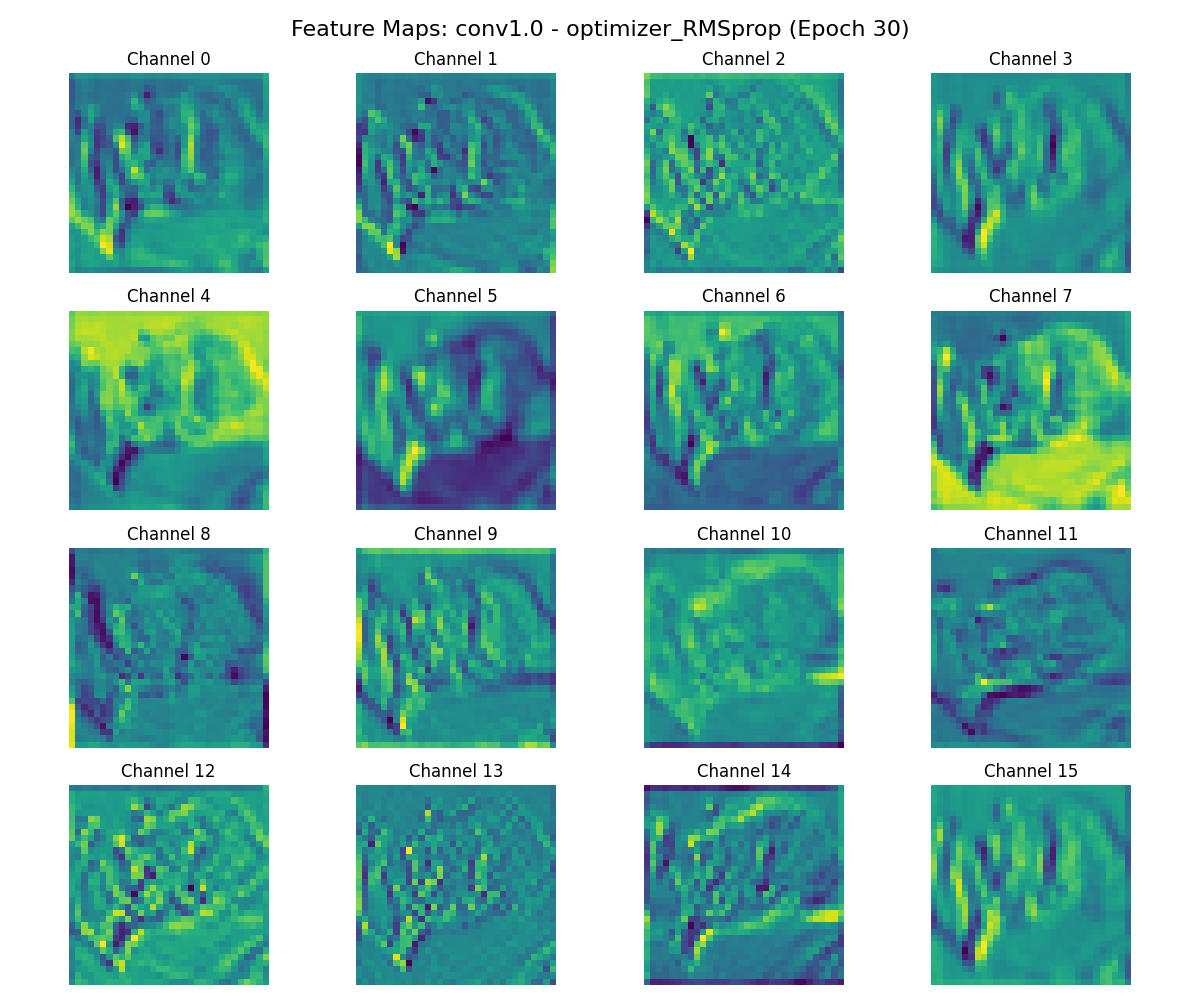 Feature Maps: conv1.0 - optimizer_RMSprop (Epoch 30)
Channel 0
Channel 1
Channel 2
Channel 3
Channel 4
Channel 5
Channel 6
Channel 7
Channel 8
Channel 9
Channel 10
Channel 11
Channel 12
Channel 13
Channel 14
Channel 15